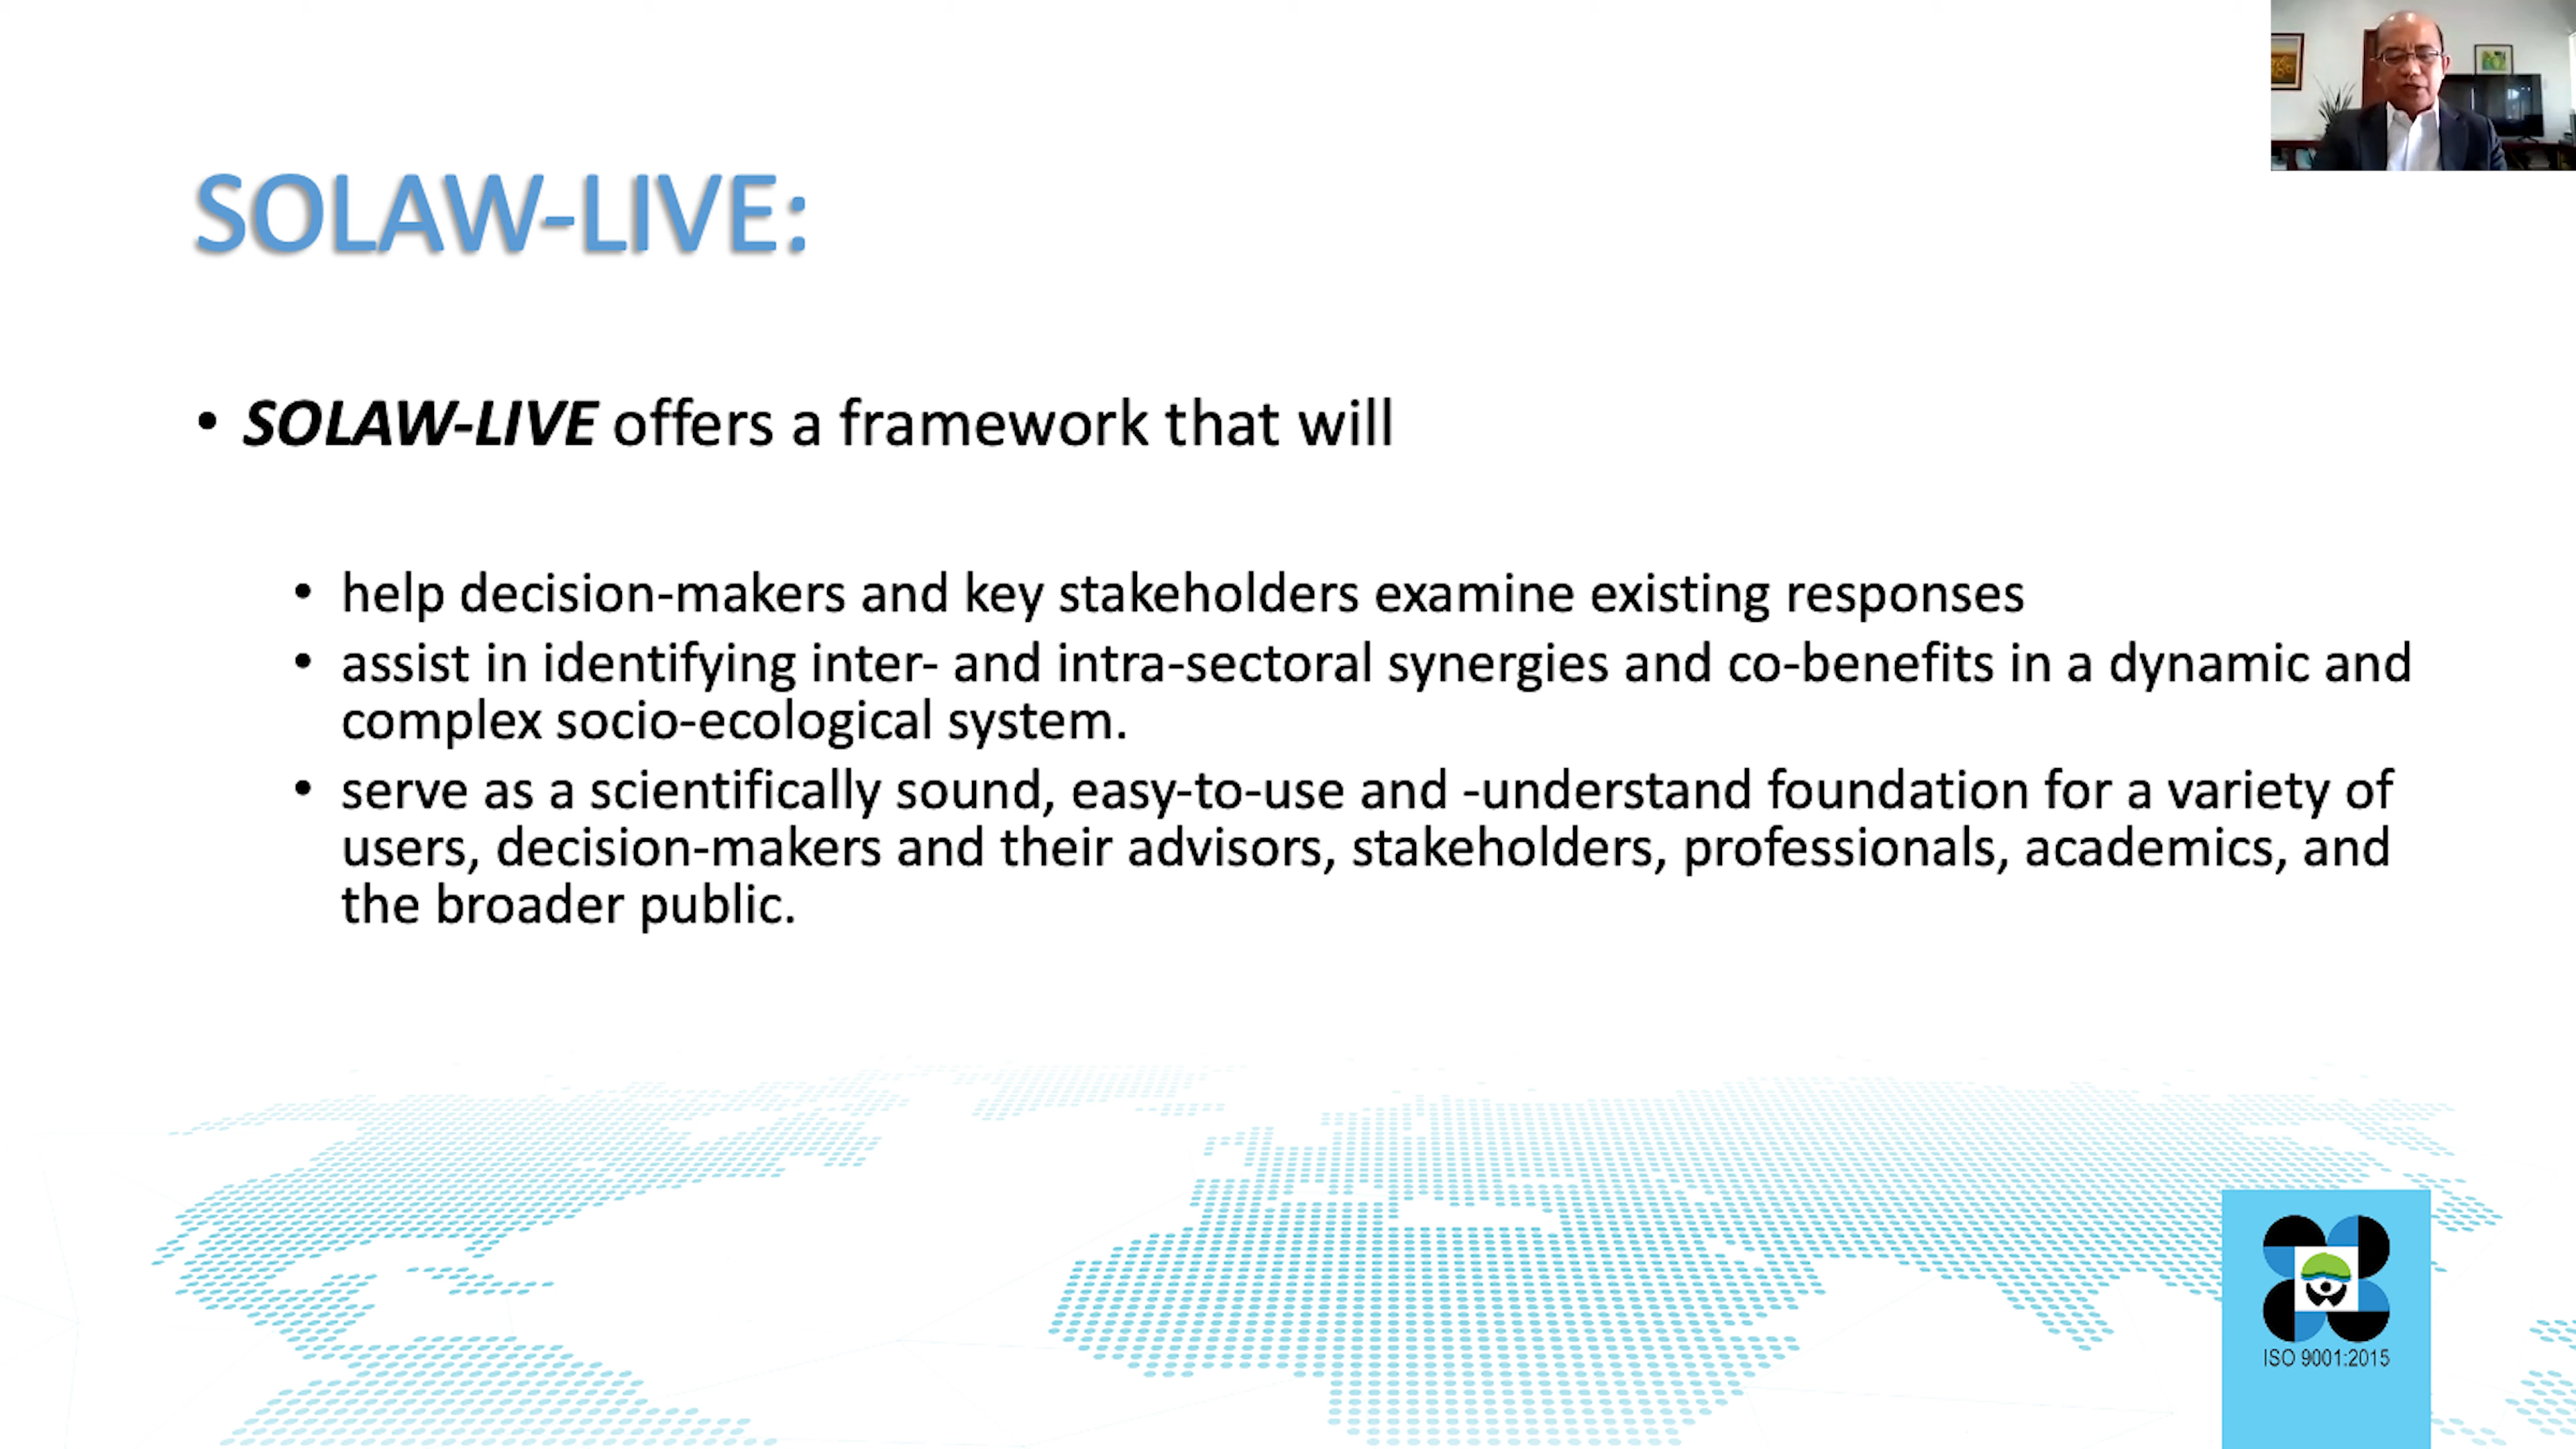 SOLAW-LIVE:
• SOLAW-LIVE offers a framework that will
• help decision-makers and key stakeholders examine existing responses
• assist in identifying inter- and intra-sectoral synergies and co-benefits in a dynamic and
complex socio-ecological system.
• serve as a scientifically sound, easy-to-use and -understand foundation for a variety of
users, decision-makers and their advisors, stakeholders, professionals, academics, and
the broader public.
ISO 9001:2015